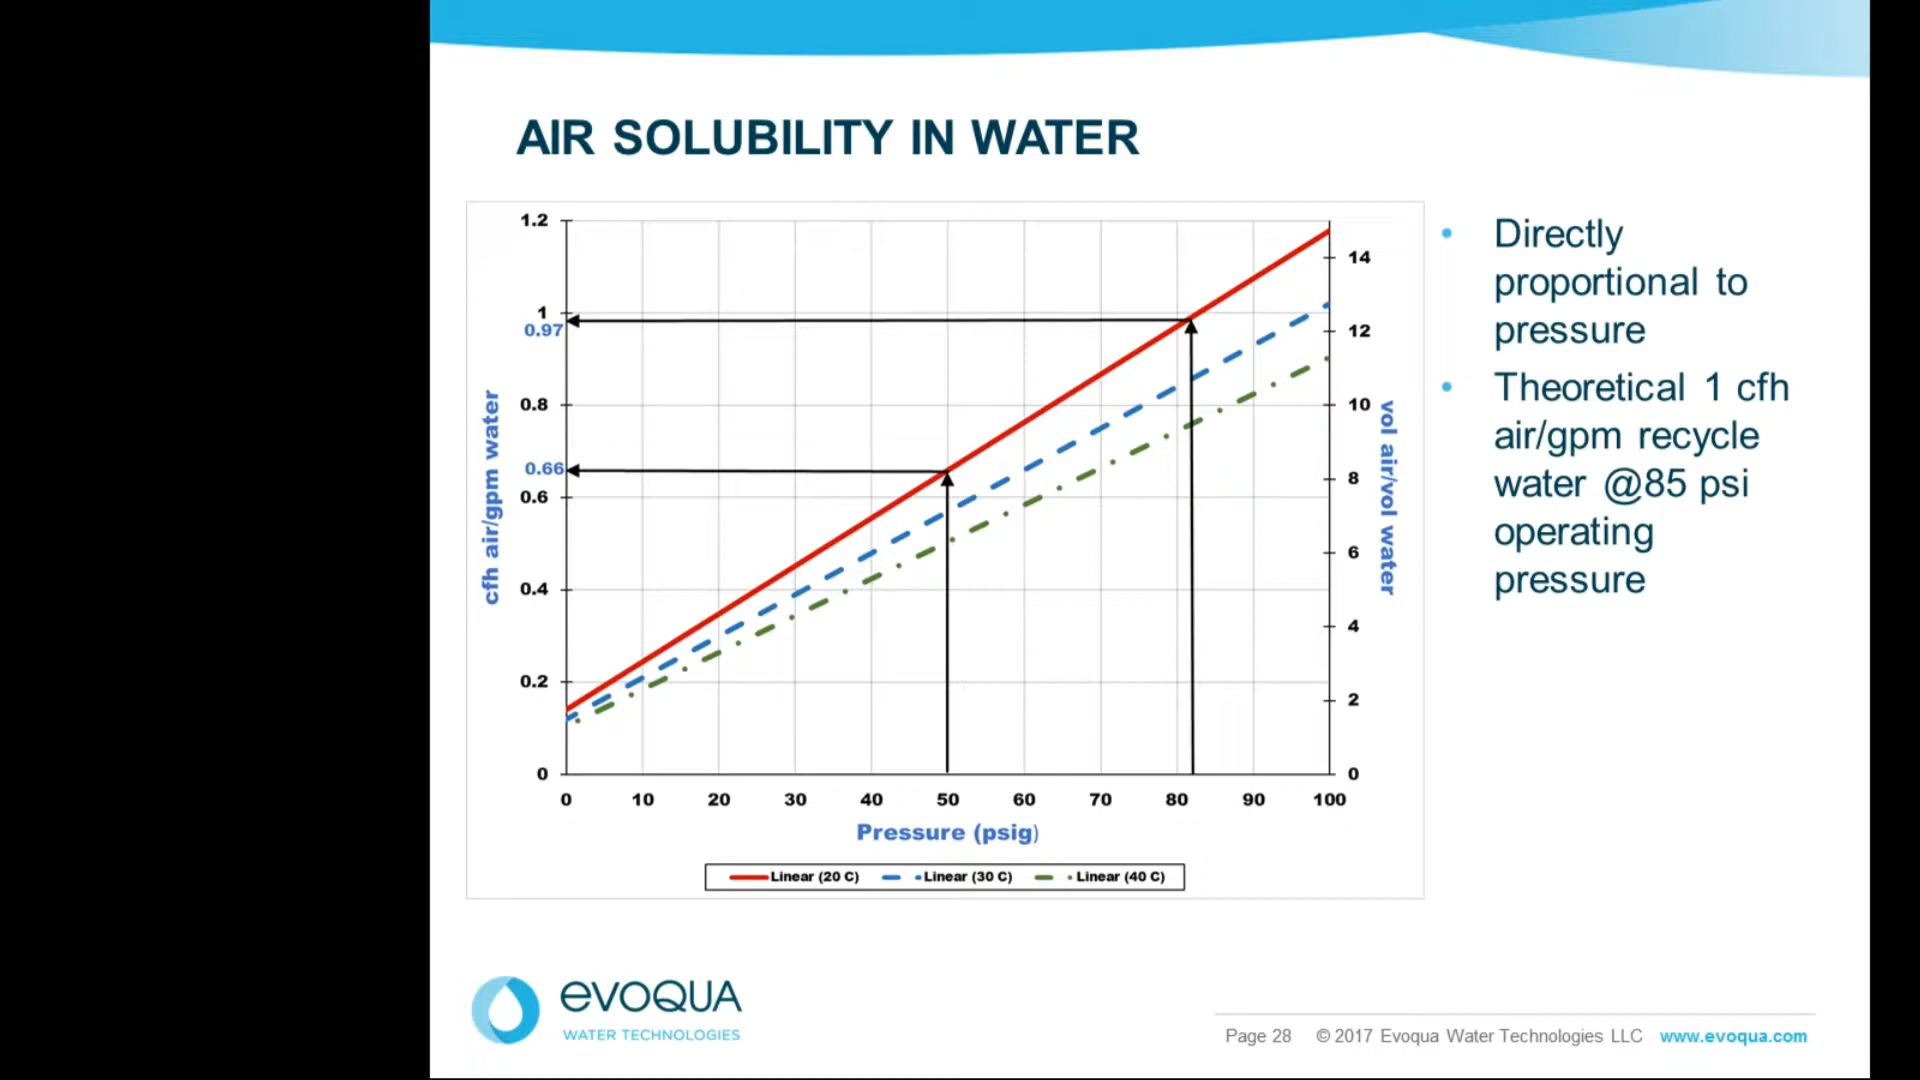 AIR SOLUBILITY IN WATER
1.2
1
0.97
0.8
0.66
0.6
0.4
0.2
0
cfh air/gpm water
14
12
10
8
6
4
2
0
vol air/vol water
0 10 20 30 40 50 60 70 80 90 100
Pressure (psig)
Linear (20 C) Linear (30 C) Linear (40 C)
• Directly
proportional to
pressure
• Theoretical 1 cfh
air/gpm recycle
water @85 psi
operating
pressure
evoqua
WATER TECHNOLOGIES
Page 28 © 2017 Evoqua Water Technologies LLC www.evoqua.com